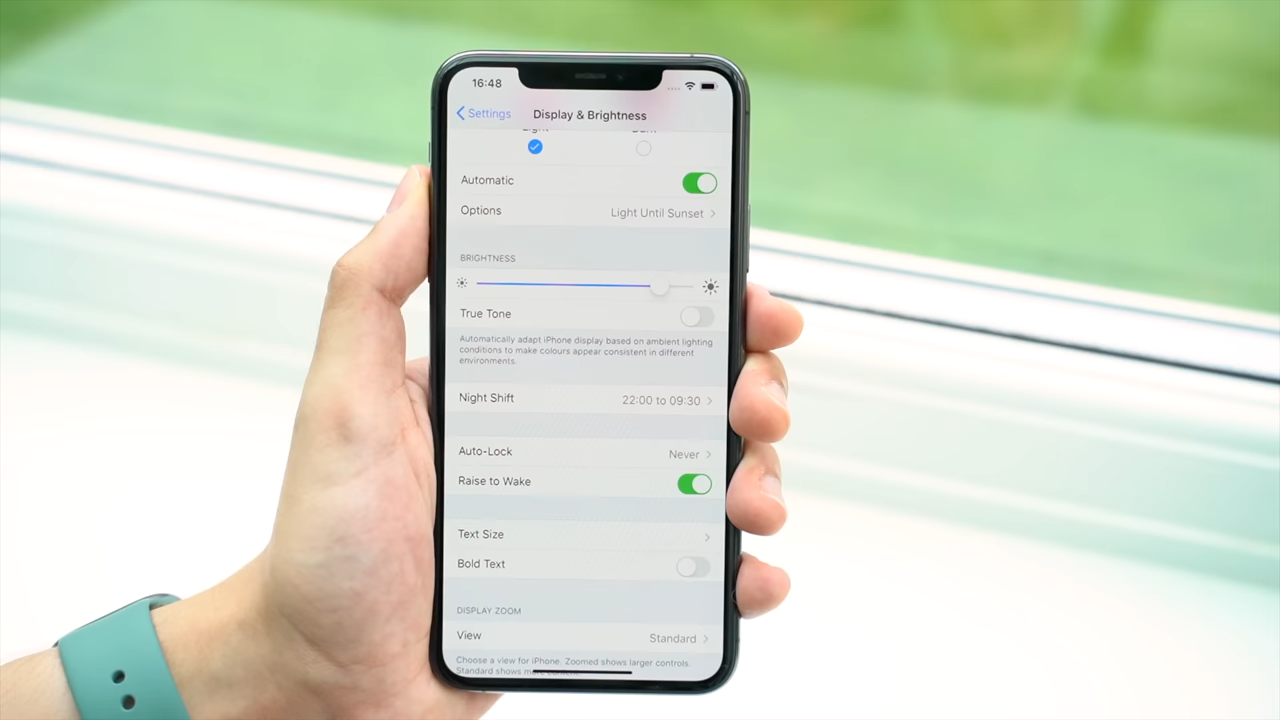 16:48
Settings
Display & Brightness
Automatic
Options
Light Until Sunset
BRIGHTNESS
True Tone
Automatically adapt iPhone display based on ambient lighting
conditions to make colours appear consistent in different
environments.
Night Shift
22:00 to 09:30
Auto-Lock
Never
Raise to Wake
Text Size
Bold Text
DISPLAY ZOOM
View
Standard
Choose a view for iPhone. Zoomed shows larger controls.
Standard shows